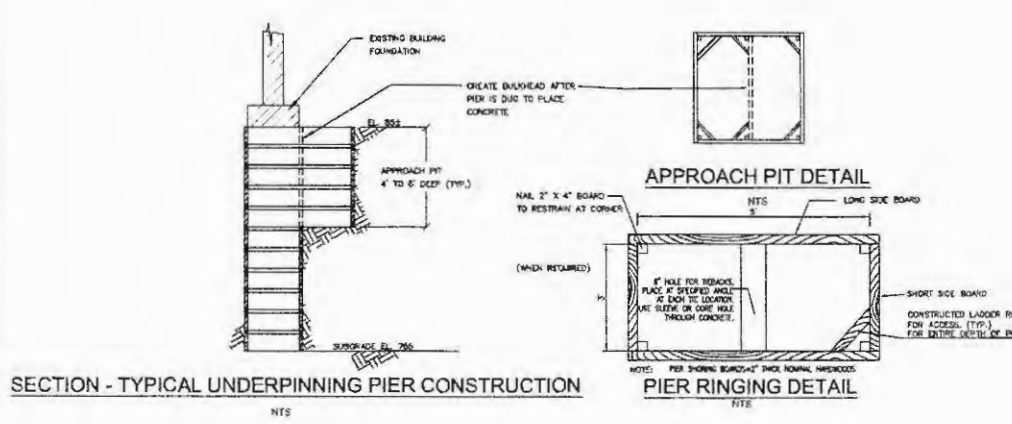 EXISTING BUILDING
FOUNDATION
CREATE BULKHEAD AFTER
PIER IS DUG TO PLACE
CONCRETE
EL.
APPROACH PIT
4' TO 6' DEEP (TYP.)
SUBGRADE EL. 766
SECTION - TYPICAL UNDERPINNING PIER CONSTRUCTION
NTS
APPROACH PIT DETAIL
NTS
NAIL 2" X 4" BOARD
TO RESTRAIN AT CORNER
LONG SIDE BOARD
5'
(WHEN REQUIRED)
3'
8" HOLE FOR TIEBACKS.
PLACE AT SPECIFIED ANGLE
AT EACH TIE LOCATION.
USE SLEEVE OR CORE HOLE
THROUGH CONCRETE.
SHORT SIDE BOARD
CONSTRUCTED LADDER
FOR ACCESS. (TYP.)
FOR ENTIRE DEPTH OF
NOTE: PIER SHORING BOARDS=2" THICK NOMINAL HARDWOODS
PIER RINGING DETAIL
NTS